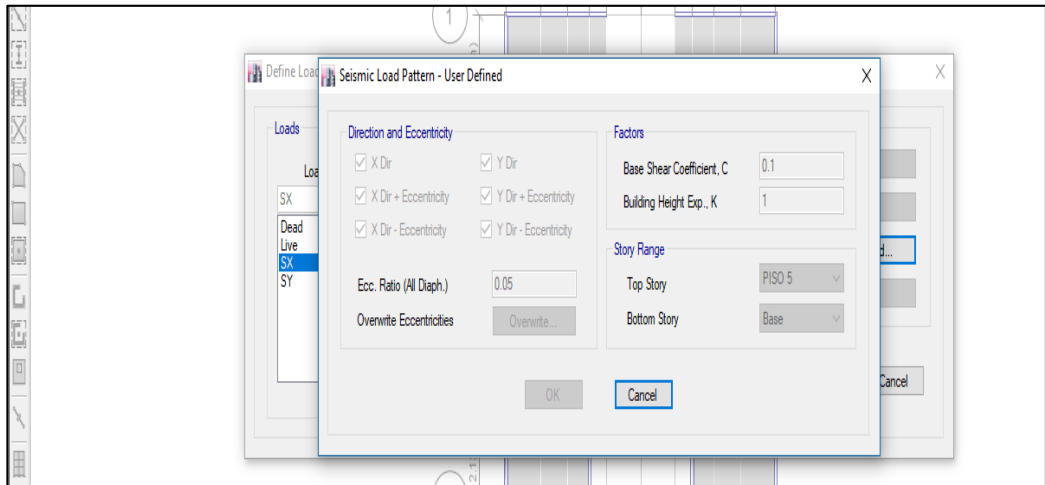 1
Define Load
Seismic Load Pattern - User Defined
Loads
Loa
SX
Dead
Live
SX
SY
Direction and Eccentricity
X Dir
Y Dir
X Dir + Eccentricity
Y Dir + Eccentricity
X Dir - Eccentricity
Y Dir - Eccentricity
Ecc. Ratio (All Diaph.)
0.05
Overwrite Eccentricities
Overwrite...
Factors
Base Shear Coefficient, C
0.1
Building Height Exp., K
1
Story Range
Top Story
PISO 5
Bottom Story
Base
OK
Cancel
d...
Cancel